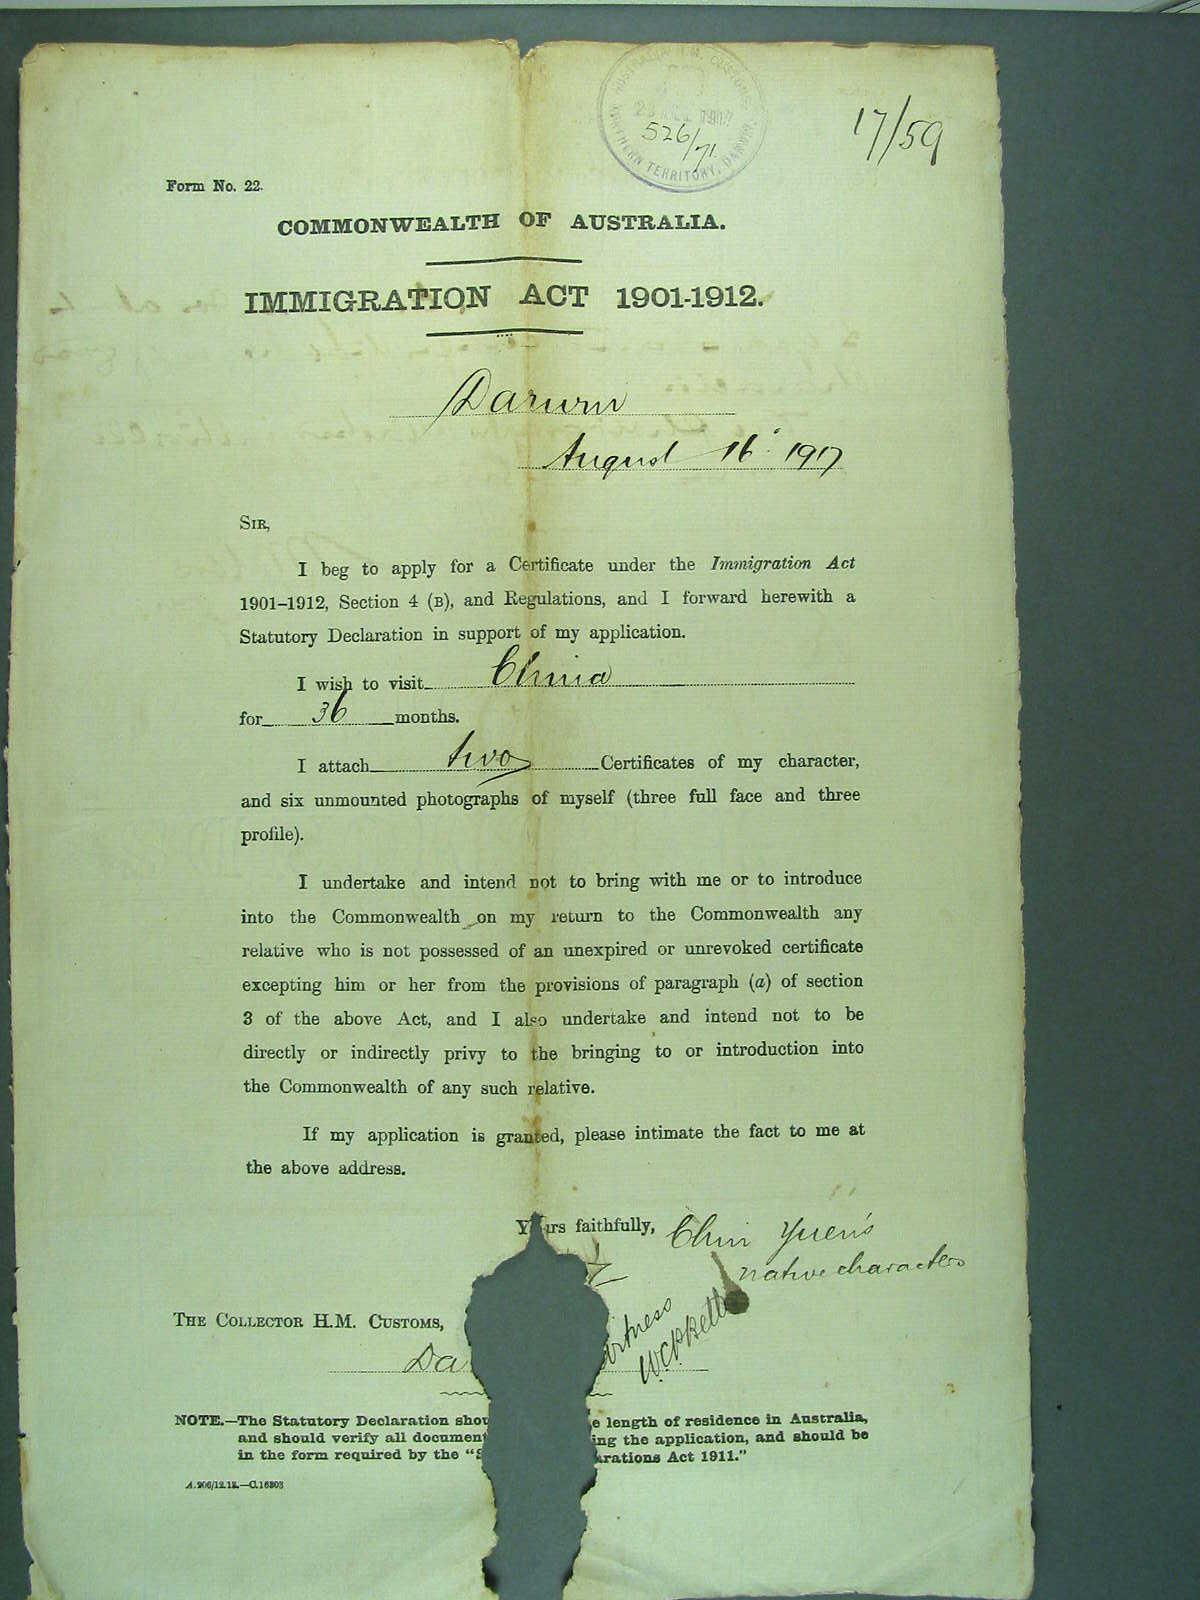 17/59
526/71.
NORTHERN TERRITORY, DARWIN
Form No. 22.
COMMONWEALTH OF AUSTRALIA.
IMMIGRATION ACT 1901-1912.
Darwin
August 16 1917
SIR,
I beg to apply for a Certificate under the Immigration Act
1901-1912, Section 4 (B), and Regulations, and I forward herewith a
Statutory Declaration in support of my application.
I wish to visit China
for 36 months.
I attach two Certificates of my character,
and six unmounted photographs of myself (three full face and three
profile).
I undertake and intend not to bring with me or to introduce
into the Commonwealth on my return to the Commonwealth any
relative who is not possessed of an unexpired or unrevoked certificate
excepting him or her from the provisions of paragraph (a) of section
3 of the above Act, and I also undertake and intend not to be
directly or indirectly privy to the bringing to or introduction into
the Commonwealth of any such relative.
If my application is granted, please intimate the fact to me at
the above address.
Yours faithfully, Chin Yuen's
native characters
THE COLLECTOR H.M. CUSTOMS,
witness
Da
NOTE.—The Statutory Declaration shou e length of residence in Australia,
and should verify all document ing the application, and should be
in the form required by the "S arations Act 1911."
A.206/12.12.—C.16303